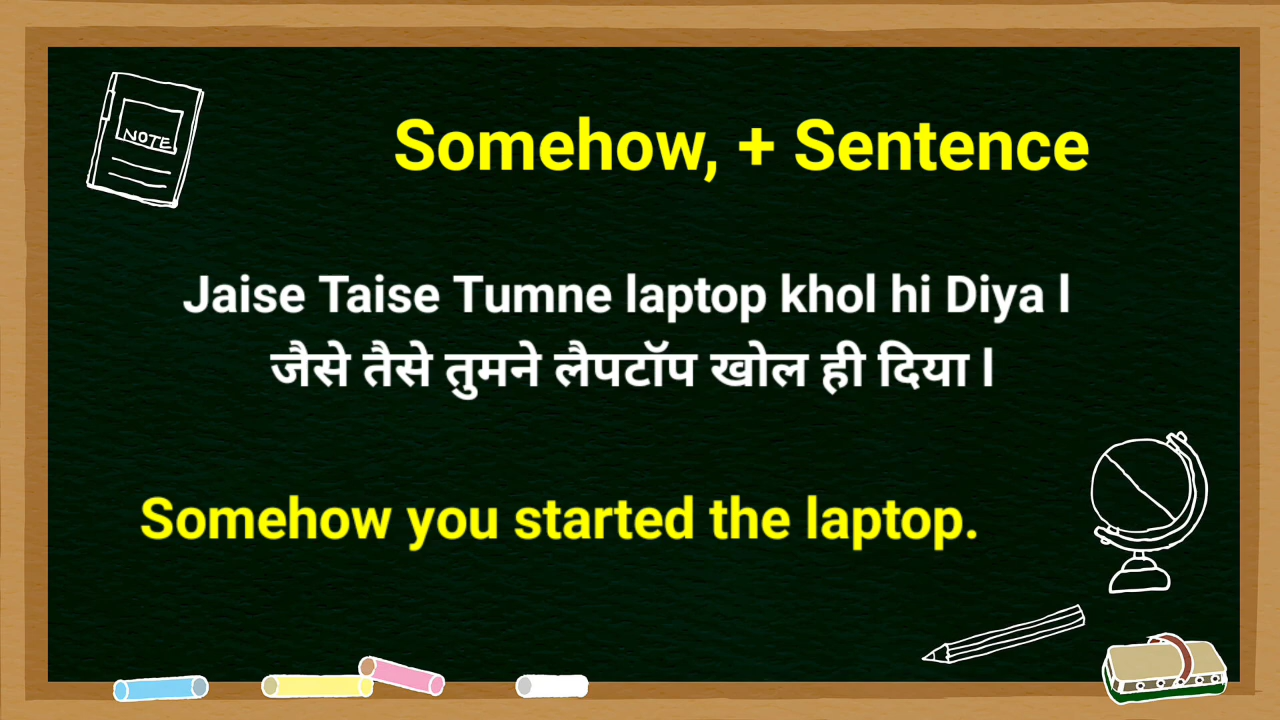 NOTE
Somehow, + Sentence
Jaise Taise Tumne laptop khol hi Diya l
जैसे तैसे तुमने लैपटॉप खोल ही दिया l
Somehow you started the laptop.